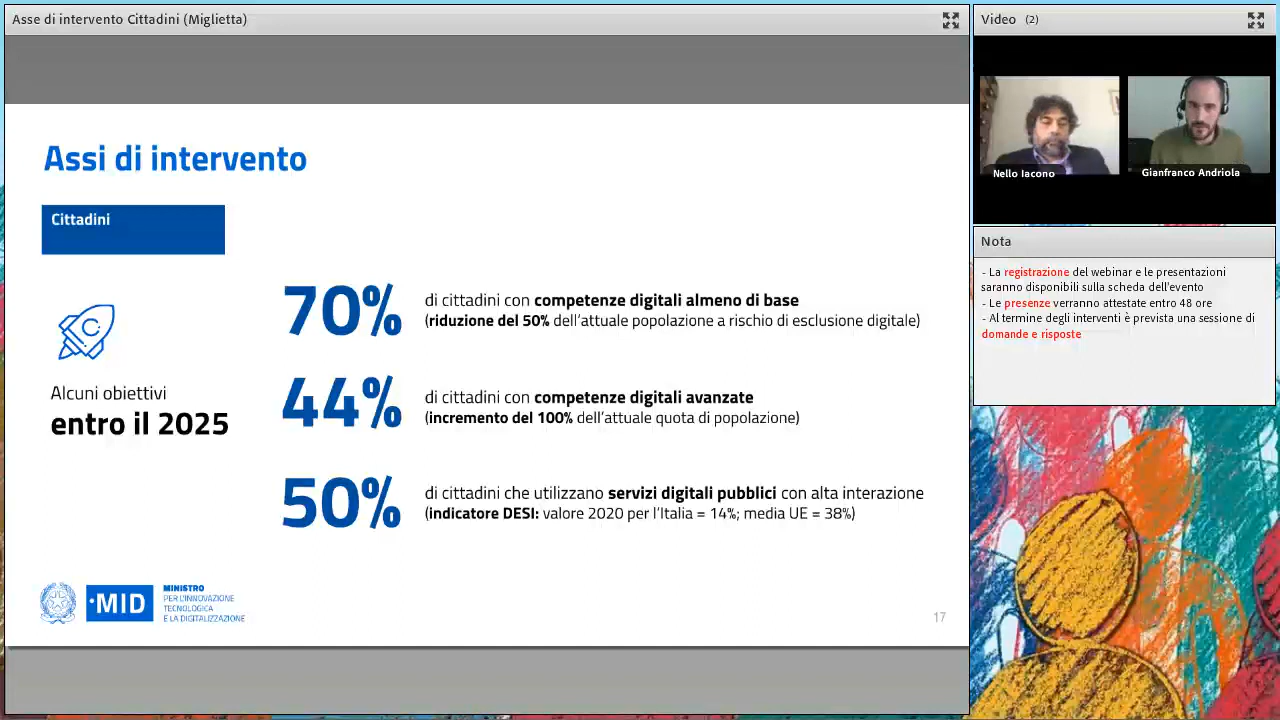 Asse di intervento Cittadini (Miglietta)
Assi di intervento
Cittadini
Alcuni obiettivi
entro il 2025
70%
di cittadini con competenze digitali almeno di base
(riduzione del 50% dell'attuale popolazione a rischio di esclusione digitale)
44%
di cittadini con competenze digitali avanzate
(incremento del 100% dell'attuale quota di popolazione)
50%
di cittadini che utilizzano servizi digitali pubblici con alta interazione
(indicatore DESI: valore 2020 per l'Italia = 14%; media UE = 38%)
·MID
MINISTRO
PER L'INNOVAZIONE
TECNOLOGICA
E LA DIGITALIZZAZIONE
17
Video (2)
Nello Iacono
Gianfranco Andriola
Nota
- La registrazione del webinar e le presentazioni
saranno disponibili sulla scheda dell'evento
- Le presenze verranno attestate entro 48 ore
- Al termine degli interventi è prevista una sessione di
domande e risposte